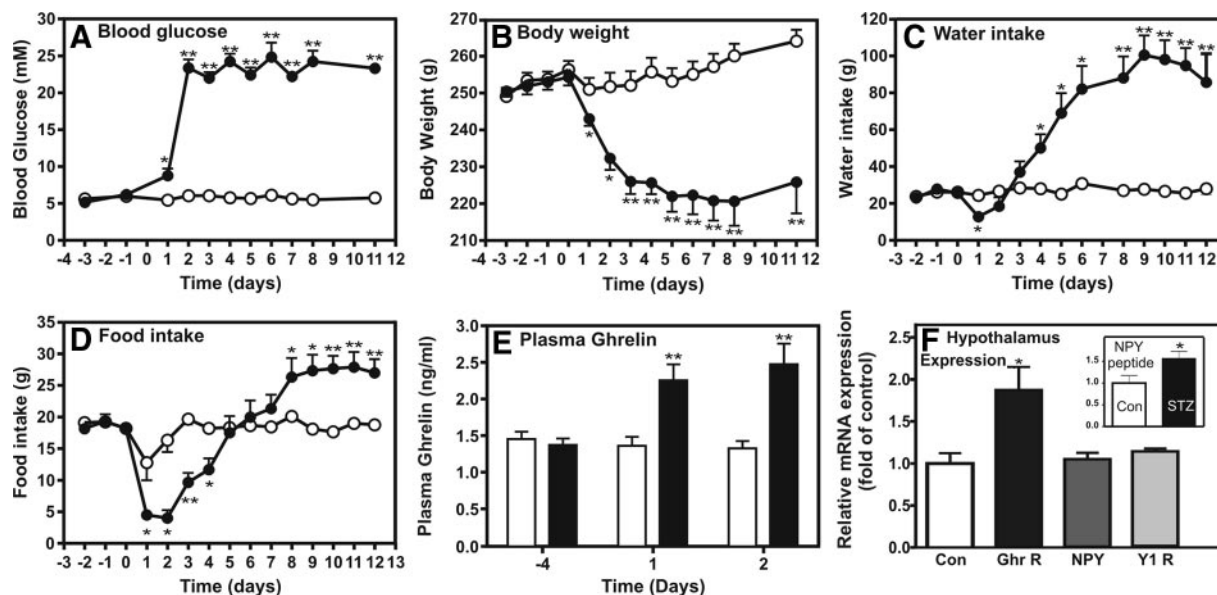 A Blood glucose
Blood Glucose (mM)
30
25
20
15
10
5
0
* ** ** ** ** ** ** ** **
-4 -3 -2 -1 0 1 2 3 4 5 6 7 8 9 10 11 12
Time (days)
B Body weight
Body Weight (g)
270
260
250
240
230
220
210
* * ** ** ** ** ** ** **
-4 -3 -2 -1 0 1 2 3 4 5 6 7 8 9 10 11 12
Time (days)
C Water intake
Water intake (g)
120
100
80
60
40
20
0
* * * * ** ** ** ** **
-3 -2 -1 0 1 2 3 4 5 6 7 8 9 10 11 12
Time (days)
D Food intake
Food intake (g)
35
30
25
20
15
10
5
0
* * ** * * * ** ** **
-3 -2 -1 0 1 2 3 4 5 6 7 8 9 10 11 12 13
Time (days)
E Plasma Ghrelin
Plasma Ghrelin (ng/ml)
3.0
2.5
2.0
1.5
1.0
0.5
0.0
** **
-4 1 2
Time (Days)
F Hypothalamus
Expression
Relative mRNA expression
(fold of control)
2.5
2.0
1.5
1.0
0.5
0.0
*
Con Ghr R NPY Y1 R
NPY
peptide
*
1.5
1.0
0.5
0.0
Con STZ